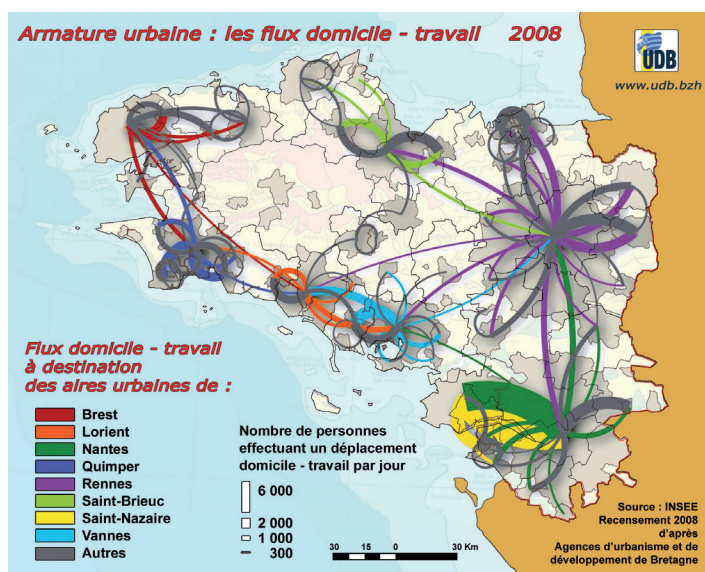 Armature urbaine : les flux domicile - travail 2008
UDB
www.udb.bzh
Flux domicile - travail
à destination
des aires urbaines de :
Brest
Lorient
Nantes
Quimper
Rennes
Saint-Brieuc
Saint-Nazaire
Vannes
Autres
Nombre de personnes
effectuant un déplacement
domicile - travail par jour
6 000
2 000
1 000
300
30 15 0 30 Km
Source : INSEE
Recensement 2008
d'après
Agences d'urbanisme et de
développement de Bretagne